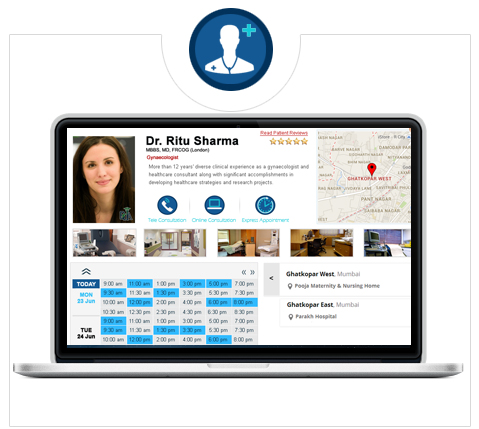 Read Patient Reviews
Dr. Ritu Sharma
MBBS, MD, FRCOG (London)
Gynaecologist
More than 12 years' diverse clinical experience as a gynaecologist and
healthcare consultant along with significant accomplishments in
developing healthcare strategies and research projects.
Tele Consultation Online Consultation Express Appointment
GHATKOPAR WEST
PANT NAGAR
TODAY 9:00 am 11:00 am 1:00 pm 3:00 pm 5:00 pm 7:00 pm
MON 9:30 am 11:30 am 1:30 pm 5:30 pm 7:30 pm
23 Jun 10:00 am 12:00 pm 2:00 pm 4:00 pm 6:00 pm 8:00 pm
10:30 am 12:30 pm 2:30 pm 4:30 pm 6:30 pm 8:30 pm
9:00 am 11:00 am 1:00 pm 3:00 pm 5:00 pm 7:00 pm
TUE 9:30 am 11:30 am 1:30 pm 3:30 pm 5:30 pm 7:30 pm
24 Jun 10:00 am 12:00 pm 2:00 pm 4:00 pm 6:00 pm 8:00 pm
Ghatkopar West, Mumbai
Pooja Maternity & Nursing Home
Ghatkopar East, Mumbai
Parakh Hospital